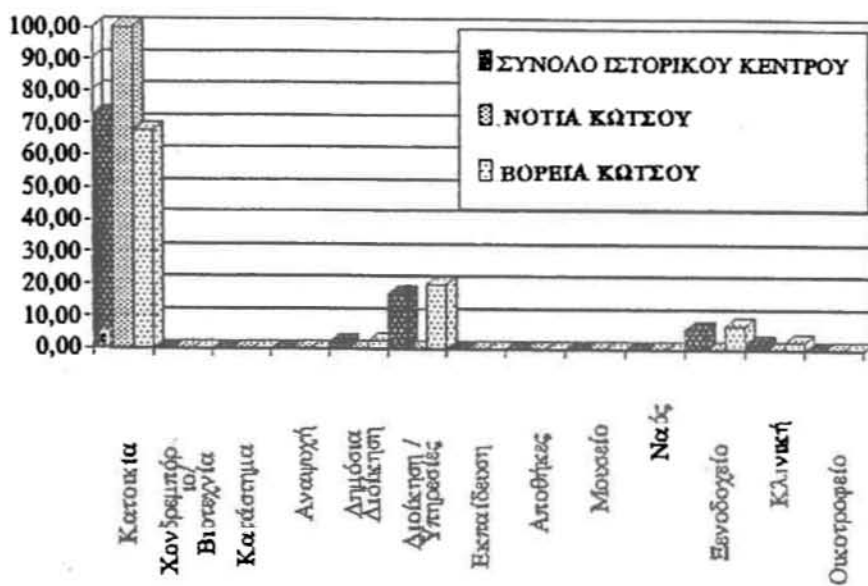 100,00
90,00
80,00
70,00
60,00
50,00
40,00
30,00
20,00
10,00
0,00
ΣΥΝΟΛΟ ΙΣΤΟΡΙΚΟΥ ΚΕΝΤΡΟΥ
ΝΟΤΙΑ ΚΩΤΣΟΥ
ΒΟΡΕΙΑ ΚΩΤΣΟΥ
Κατοικία
Χονδρεμπόρ
ιο/
Βιοτεχνία
Κατάστημα
Αναψυχή
Δημόσια
Διοίκηση
Διοίκηση /
Υπηρεσίες
Εκπαίδευση
Αποθήκες
Μουσείο
Ναός
Ξενοδοχείο
Κλινική
Οικοτροφείο